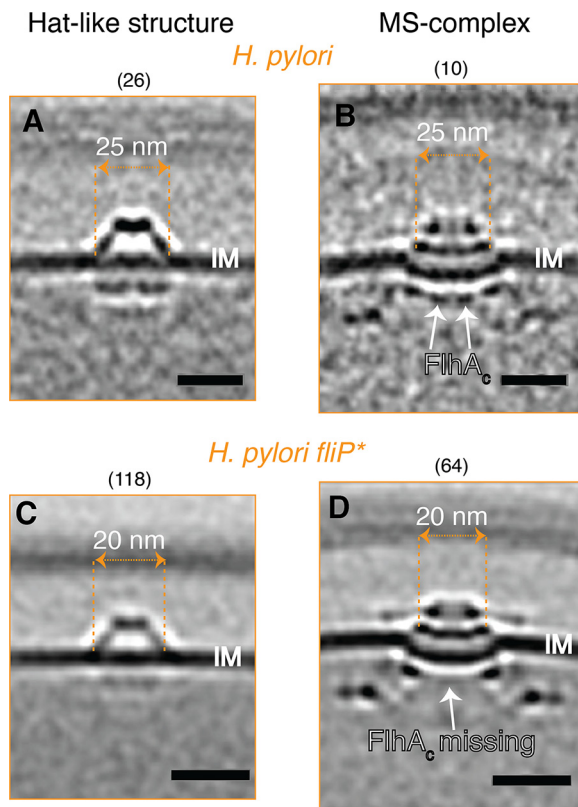 Hat-like structure MS-complex
H. pylori
(26) (10)
A B
25 nm 25 nm
IM IM
FlhAc
H. pylori fliP*
(118) (64)
C D
20 nm 20 nm
IM IM
FlhAc missing